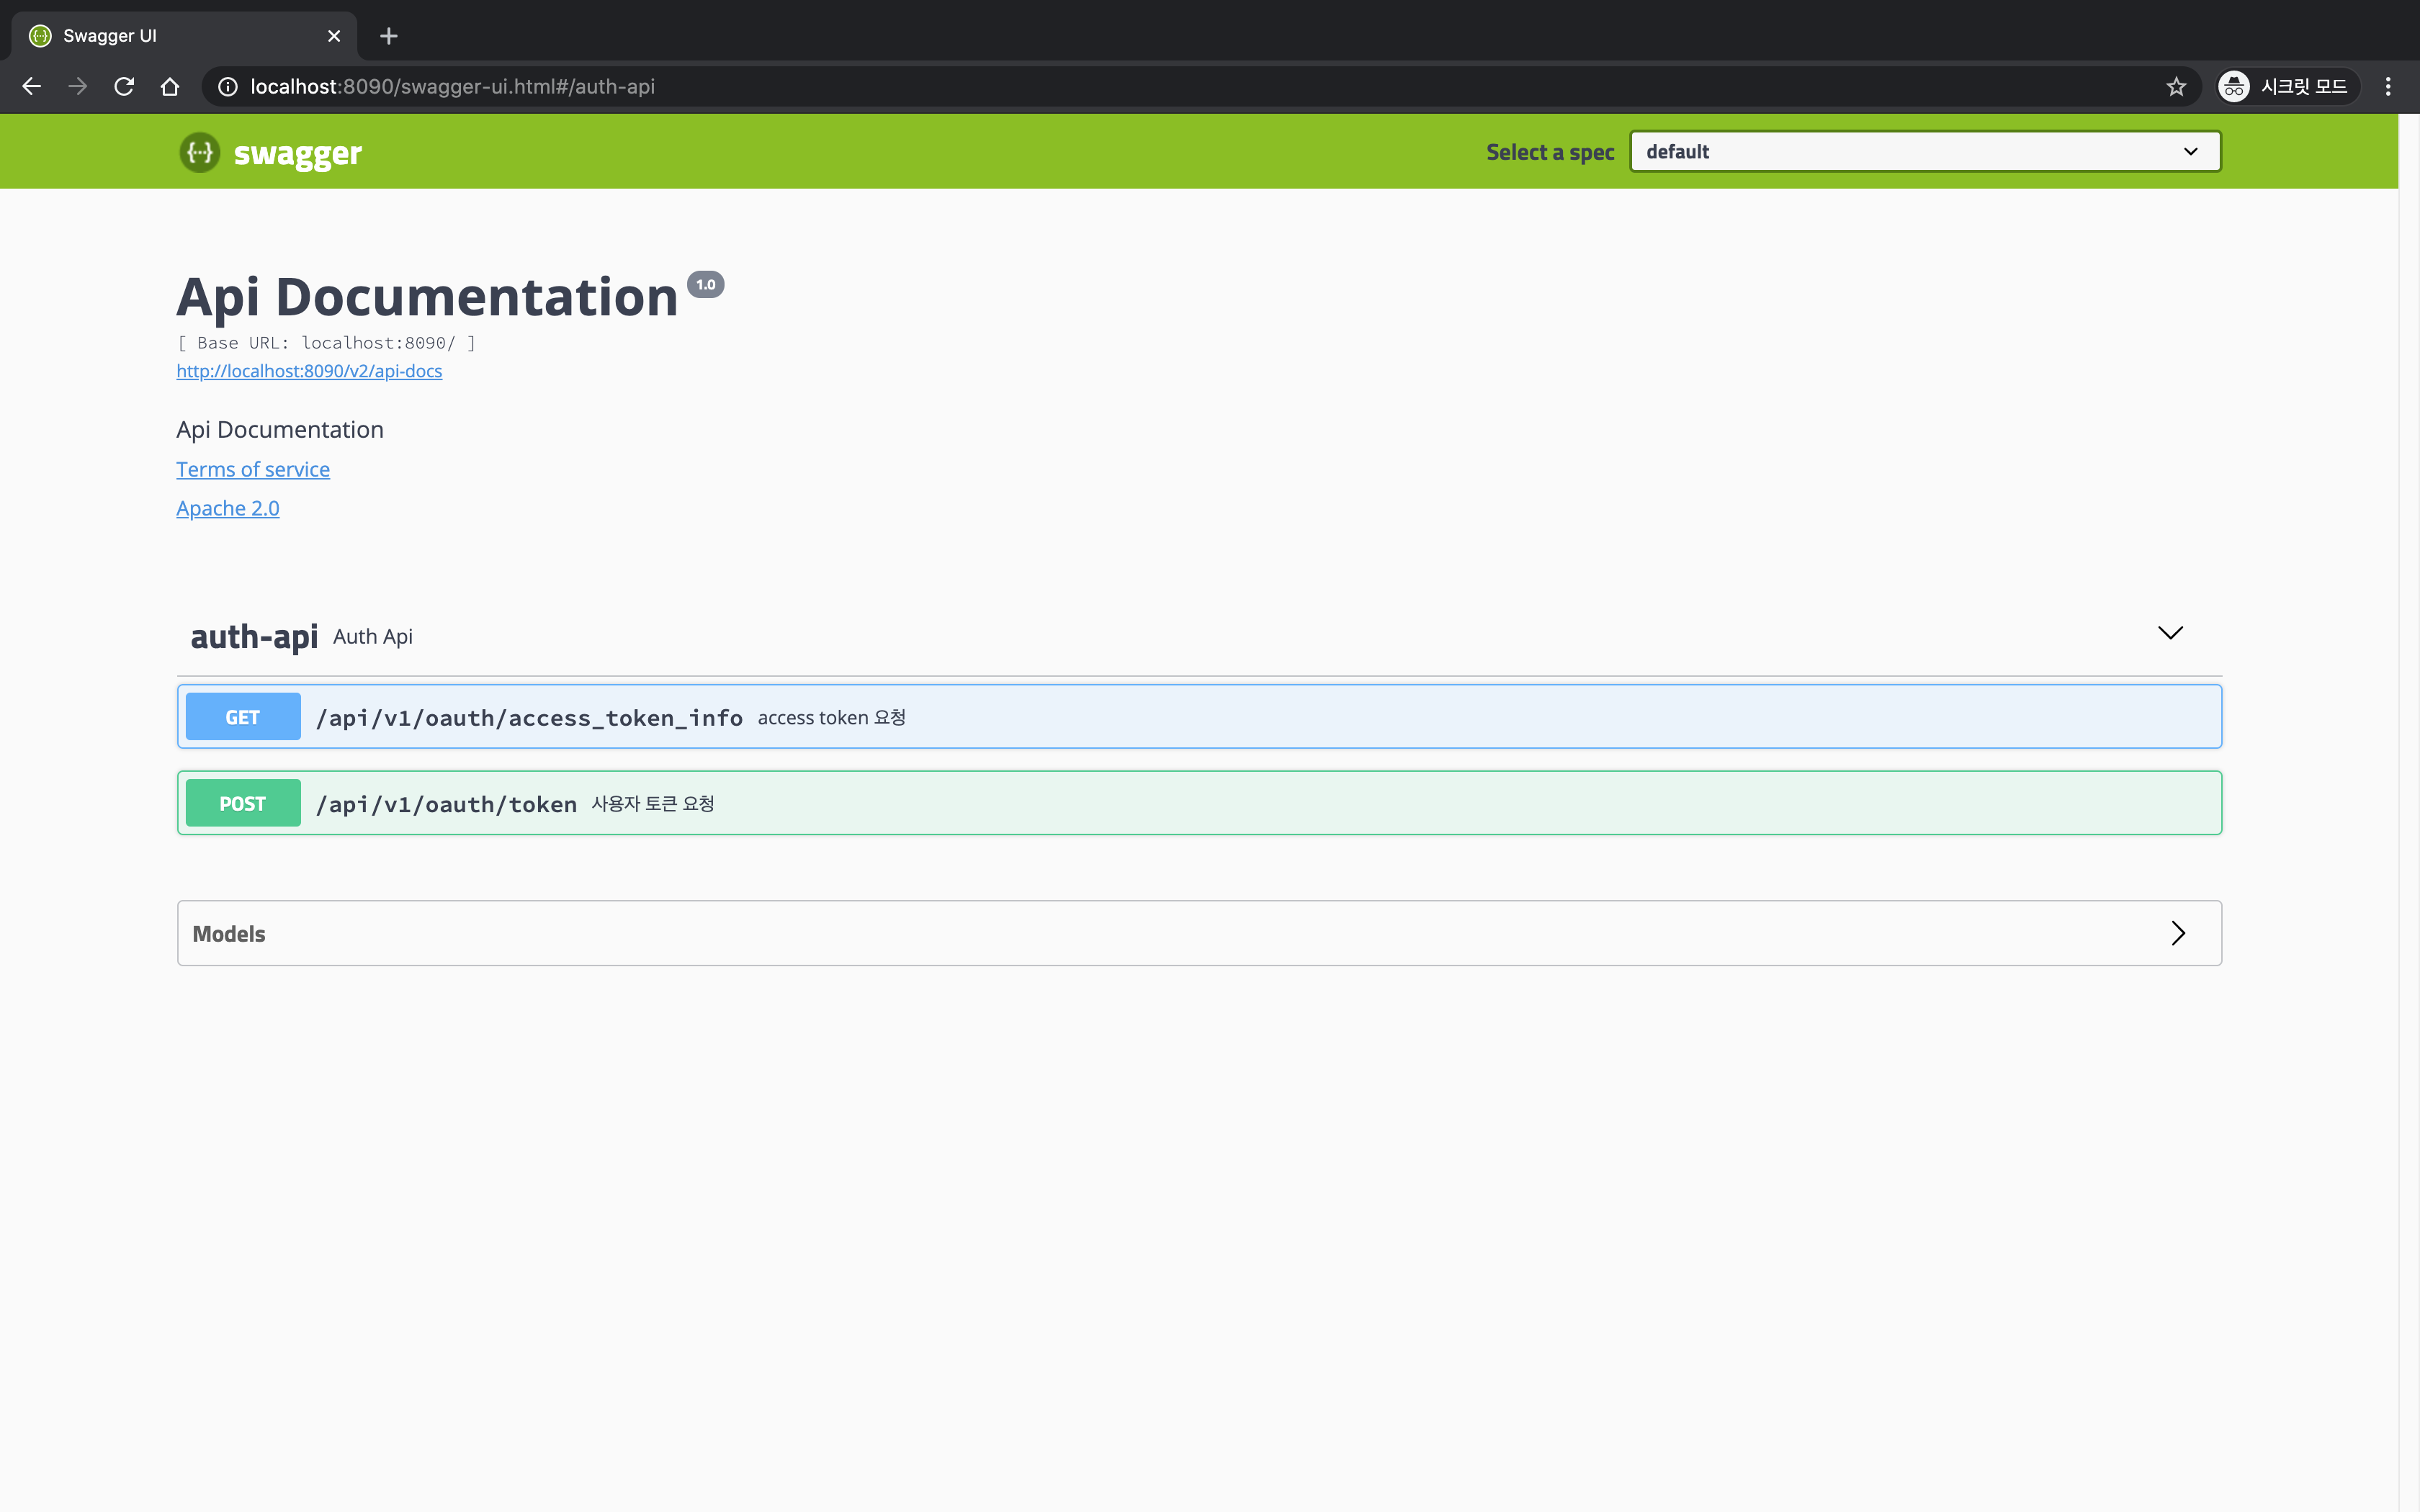 Swagger UI
localhost:8090/swagger-ui.html#/auth-api
시크릿 모드
swagger
Select a spec
default
Api Documentation 1.0
[ Base URL: localhost:8090/ ]
http://localhost:8090/v2/api-docs
Api Documentation
Terms of service
Apache 2.0
auth-api Auth Api
GET /api/v1/oauth/access_token_info access token 요청
POST /api/v1/oauth/token 사용자 토큰 요청
Models